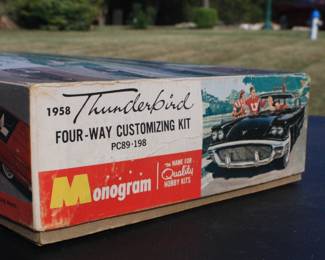 1958 Thunderbird
FOUR-WAY CUSTOMIZING KIT
PC89-198
Monogram
"THE NAME FOR
Quality
HOBBY KITS"